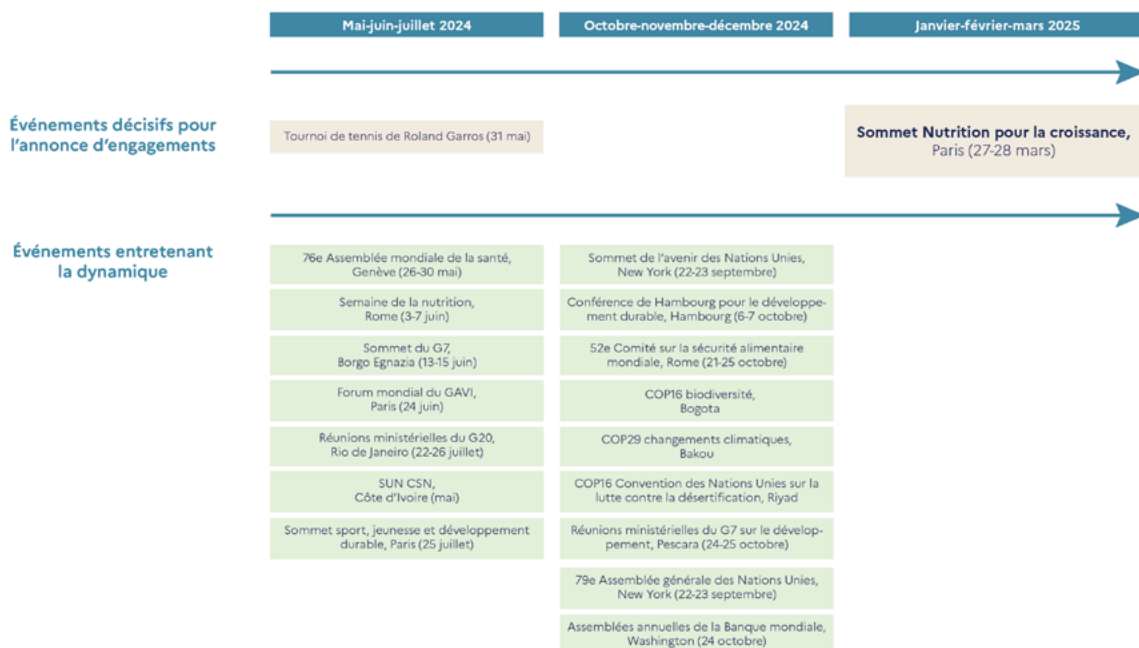 Mai-juin-juillet 2024
Octobre-novembre-décembre 2024
Janvier-février-mars 2025
Événements décisifs pour
l'annonce d'engagements
Tournoi de tennis de Roland Garros (31 mai)
Sommet Nutrition pour la croissance,
Paris (27-28 mars)
Événements entretenant
la dynamique
76e Assemblée mondiale de la santé,
Genève (26-30 mai)
Semaine de la nutrition,
Rome (3-7 juin)
Sommet du G7,
Borgo Egnazia (13-15 juin)
Forum mondial du GAVI,
Paris (24 juin)
Réunions ministérielles du G20,
Rio de Janeiro (22-26 juillet)
SUN CSN,
Côte d'Ivoire (mai)
Sommet sport, jeunesse et développement
durable, Paris (25 juillet)
Sommet de l'avenir des Nations Unies,
New York (22-23 septembre)
Conférence de Hambourg pour le développe-
ment durable, Hambourg (6-7 octobre)
52e Comité sur la sécurité alimentaire
mondiale, Rome (21-25 octobre)
COP16 biodiversité,
Bogota
COP29 changements climatiques,
Bakou
COP16 Convention des Nations Unies sur la
lutte contre la désertification, Riyad
Réunions ministérielles du G7 sur le dévelop-
pement, Pescara (24-25 octobre)
79e Assemblée générale des Nations Unies,
New York (22-23 septembre)
Assemblées annuelles de la Banque mondiale,
Washington (24 octobre)